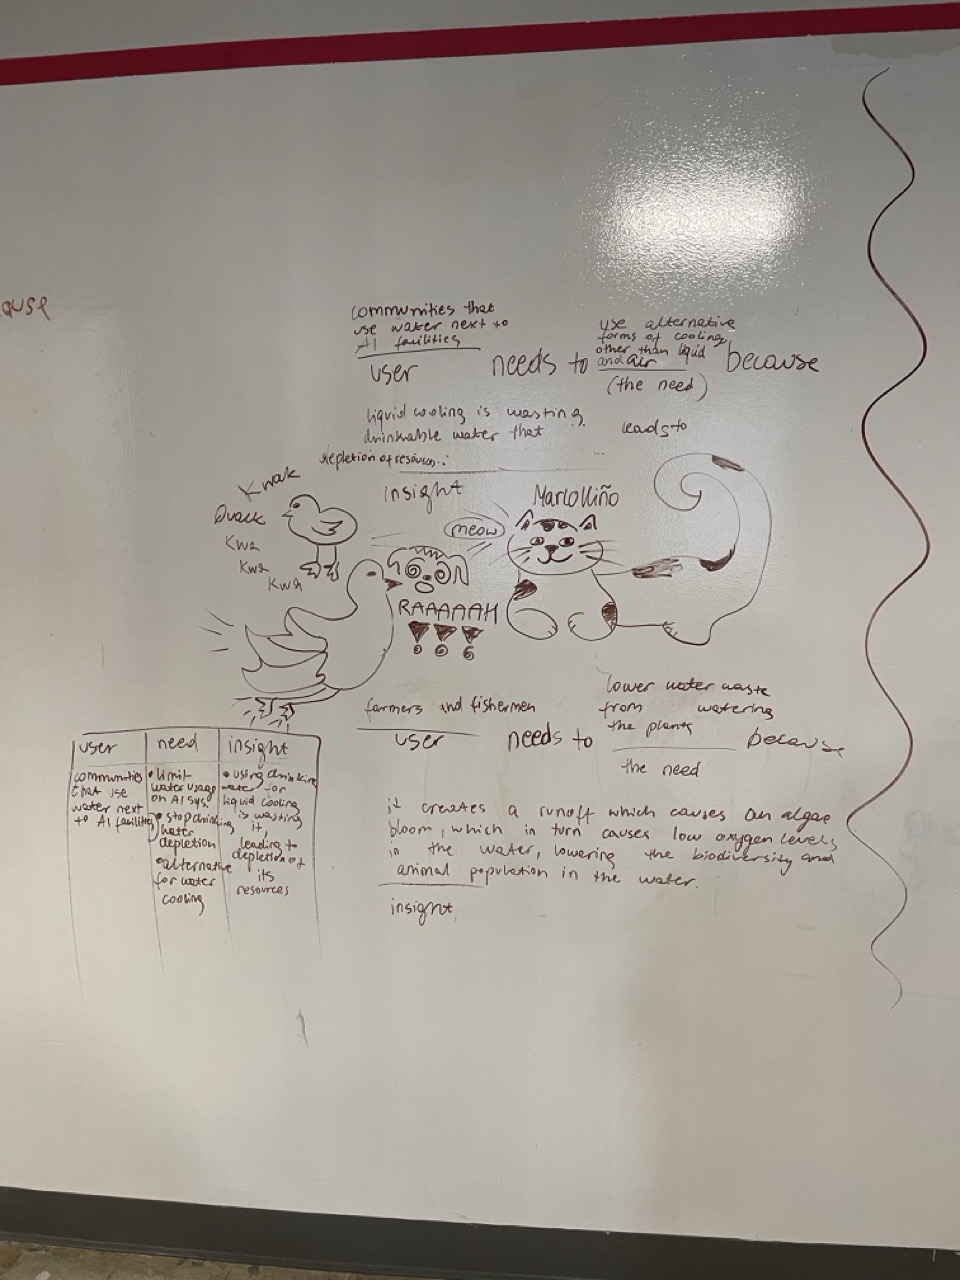 ause
communities that
use water next to
AI facilities
user
needs to
use alternative
forms of cooling
other than liquid
and air
(the need)
because
liquid cooling is wasting
drinkable water that
leads to
depletion of resources
insight
Kwak
Quack
Kwa
Kwa
Kwa
meow
RAAAAAH
farmers and fishermen
user
needs to
lower water waste
from watering
the plants
the need
because
it creates a runoff which causes an algae
bloom, which in turn causes low oxygen levels
in the water, lowering the biodiversity and
animal population in the water.
insight
user
need
insight
communities
that use
water next
to AI facility
• limit
water usage
on AI sys.
• stop drinking
water
depletion
• alternative
for water
cooling
• using drinking
water for
liquid cooling
is wasting
it,
leading to
depletion of
its
resources